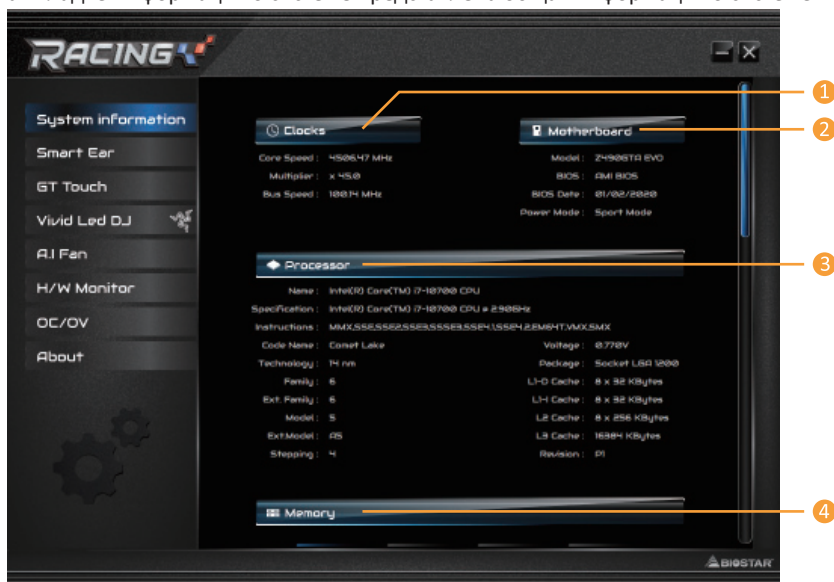 RACING
System information
Smart Ear
GT Touch
Vivid Led DJ
A.I Fan
H/W Monitor
OC/OV
About
Clocks
Core Speed : 4506.47 MHz
Multiplier : x 45.0
Bus Speed : 100.14 MHz
1
Motherboard
Model : Z490GTA EVO
BIOS : AMI BIOS
BIOS Date : 01/02/2020
Power Mode : Sport Mode
2
Processor
3
Name : Intel(R) Core(TM) i7-10700 CPU
Specification : Intel(R) Core(TM) i7-10700 CPU @ 2.90GHz
Instructions : MMX,SSE,SSE2,SSE3,SSSE3,SSE4.1,SSE4.2,EM64T,VMX,SMX
Code Name : Comet Lake
Technology : 14 nm
Family : 6
Ext. Family : 6
Model : 5
Ext.Model : A5
Stepping : 4
Voltage : 0.770V
Package : Socket LGA 1200
L1-D Cache : 8 x 32 KBytes
L1-I Cache : 8 x 32 KBytes
L2 Cache : 8 x 256 KBytes
L3 Cache : 16384 KBytes
Revision : P1
Memory
4
BIOSTAR